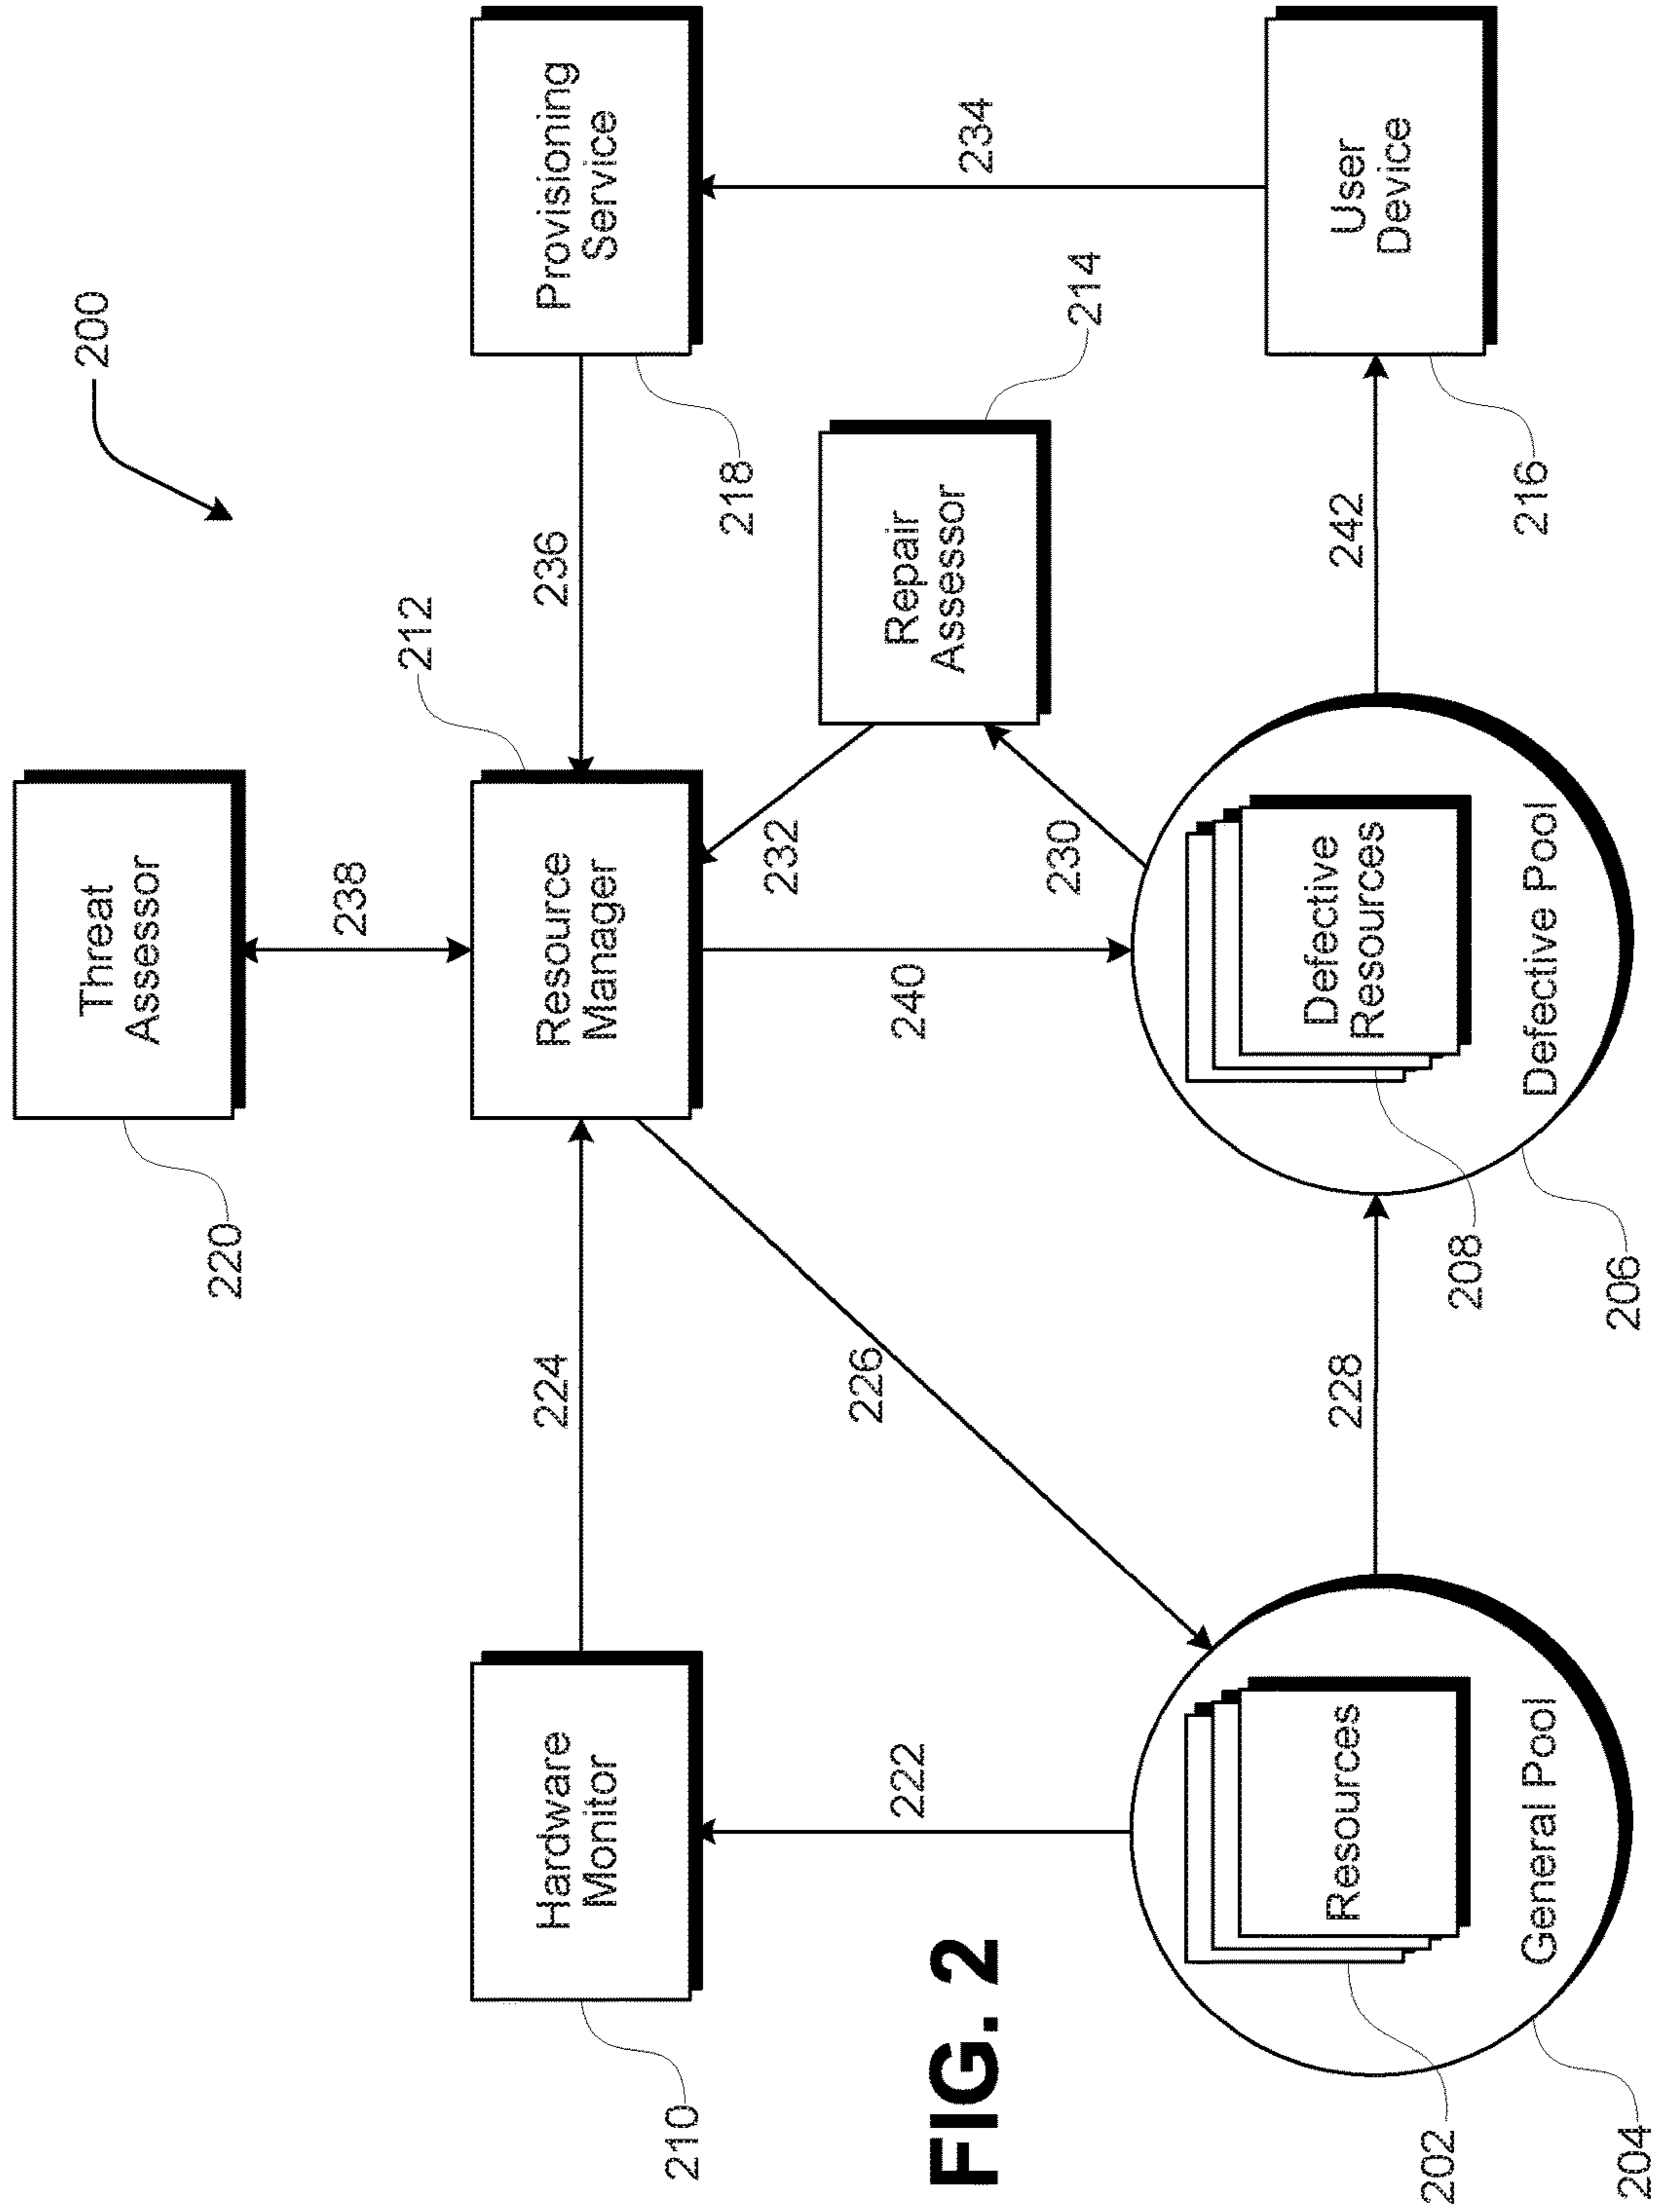 200
Threat
Assessor
220
238
212
Hardware
Monitor
210
224
Resource
Manager
236
Provisioning
Service
218
222
226
240
232
Repair
Assessor
214
234
230
Resources
General Pool
202
204
228
Defective
Resources
Defective Pool
208
206
242
User
Device
216
FIG. 2